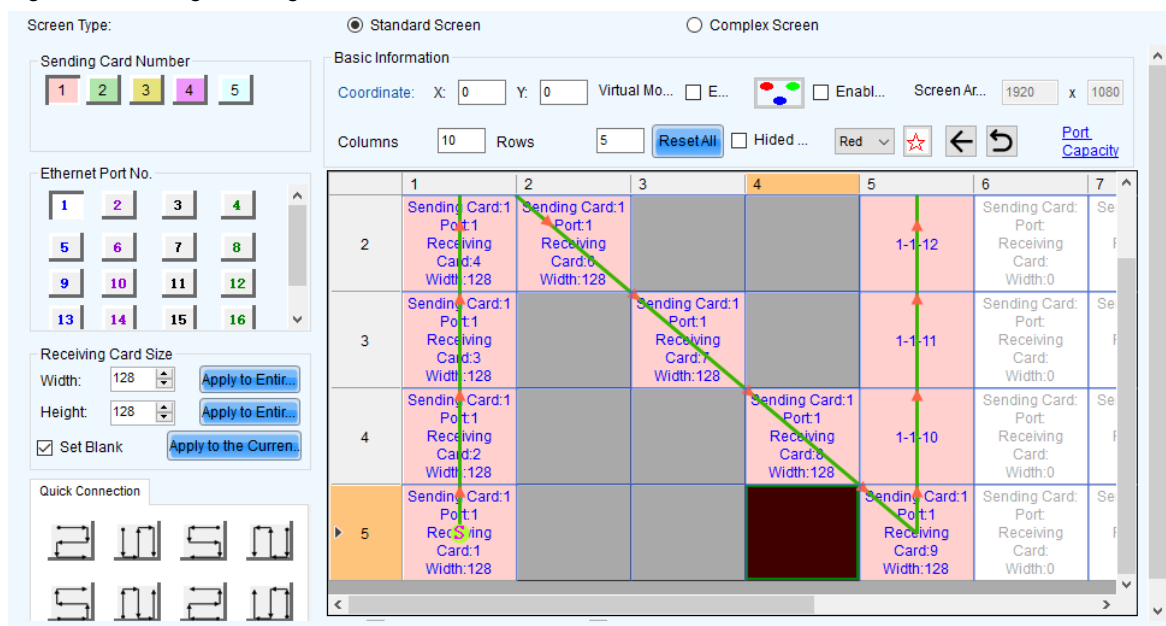 Screen Type:
Standard Screen
Complex Screen
Sending Card Number
1 2 3 4 5
Ethernet Port No.
1 2 3 4
5 6 7 8
9 10 11 12
13 14 15 16
Receiving Card Size
Width: 128 Apply to Entir...
Height: 128 Apply to Entir...
Set Blank Apply to the Curren...
Quick Connection
Basic Information
Coordinate: X: 0 Y: 0 Virtual Mo... E... Enabl... Screen Ar... 1920 x 1080
Columns 10 Rows 5 Reset All Hided ... Red Port
Capacity
1 2 3 4 5 6 7
2
Sending Card:1
Port:1
Receiving
Card:4
Width:128
Sending Card:1
Port:1
Receiving
Card:6
Width:128
1-1-12
Sending Card:
Port:
Receiving
Card:
Width:0
Se
3
Sending Card:1
Port:1
Receiving
Card:3
Width:128
Sending Card:1
Port:1
Receiving
Card:7
Width:128
1-1-11
Sending Card:
Port:
Receiving
Card:
Width:0
Se
4
Sending Card:1
Port:1
Receiving
Card:2
Width:128
Sending Card:1
Port:1
Receiving
Card:8
Width:128
1-1-10
Sending Card:
Port:
Receiving
Card:
Width:0
Se
5
Sending Card:1
Port:1
Receiving
S
Card:1
Width:128
Sending Card:1
Port:1
Receiving
Card:9
Width:128
Sending Card:
Port:
Receiving
Card:
Width:0
Se